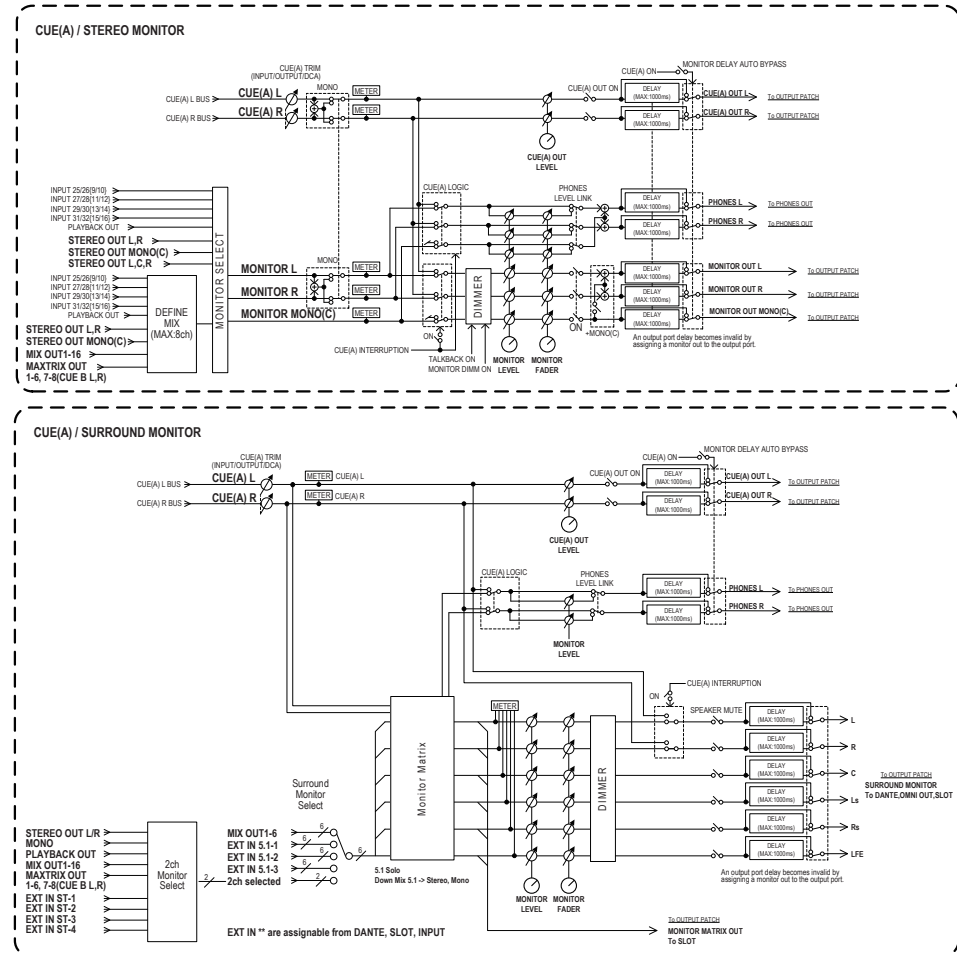 CUE(A) / STEREO MONITOR
MONITOR DELAY AUTO BYPASS
CUE(A) ON
CUE(A) TRIM
(INPUT/OUTPUT/DCA)
MONO
CUE(A) L BUS
CUE(A) L
METER
CUE(A) OUT ON
DELAY
(MAX:1000ms)
CUE(A) OUT L
To OUTPUT PATCH
CUE(A) R BUS
CUE(A) R
METER
DELAY
(MAX:1000ms)
CUE(A) OUT R
To OUTPUT PATCH
CUE(A) OUT
LEVEL
CUE(A) LOGIC
PHONES
LEVEL LINK
INPUT 25/26(9/10)
INPUT 27/28(11/12)
INPUT 29/30(13/14)
INPUT 31/32(15/16)
PLAYBACK OUT
STEREO OUT L,R
STEREO OUT MONO(C)
STEREO OUT L,C,R
DELAY
(MAX:1000ms)
PHONES L
To PHONES OUT
DELAY
(MAX:1000ms)
PHONES R
To PHONES OUT
INPUT 25/26(9/10)
INPUT 27/28(11/12)
INPUT 29/30(13/14)
INPUT 31/32(15/16)
PLAYBACK OUT
STEREO OUT L,R
STEREO OUT MONO(C)
MIX OUT1-16
MAXTRIX OUT
1-6, 7-8(CUE B L,R)
DEFINE
MIX
(MAX:8ch)
MONITOR SELECT
MONO
MONITOR L
METER
MONITOR R
METER
MONITOR MONO(C)
METER
DIMMER
DELAY
(MAX:1000ms)
MONITOR OUT L
To OUTPUT PATCH
DELAY
(MAX:1000ms)
MONITOR OUT R
To OUTPUT PATCH
DELAY
(MAX:1000ms)
MONITOR OUT MONO(C)
To OUTPUT PATCH
ON
ON
+MONO(C)
CUE(A) INTERRUPTION
TALKBACK ON
MONITOR DIMM ON
MONITOR
LEVEL
MONITOR
FADER
An output port delay becomes invalid by
assigning a monitor out to the output port.
CUE(A) / SURROUND MONITOR
MONITOR DELAY AUTO BYPASS
CUE(A) ON
CUE(A) TRIM
(INPUT/OUTPUT/DCA)
CUE(A) L BUS
CUE(A) L
METER
CUE(A) L
CUE(A) OUT ON
DELAY
(MAX:1000ms)
CUE(A) OUT L
To OUTPUT PATCH
CUE(A) R BUS
CUE(A) R
METER
CUE(A) R
DELAY
(MAX:1000ms)
CUE(A) OUT R
To OUTPUT PATCH
CUE(A) OUT
LEVEL
CUE(A) LOGIC
PHONES
LEVEL LINK
DELAY
(MAX:1000ms)
PHONES L
To PHONES OUT
DELAY
(MAX:1000ms)
PHONES R
To PHONES OUT
MONITOR
LEVEL
CUE(A) INTERRUPTION
ON
METER
SPEAKER MUTE
Monitor Matrix
DIMMER
DELAY
(MAX:1000ms)
L
DELAY
(MAX:1000ms)
R
DELAY
(MAX:1000ms)
C
DELAY
(MAX:1000ms)
Ls
DELAY
(MAX:1000ms)
Rs
DELAY
(MAX:1000ms)
LFE
To OUTPUT PATCH
SURROUND MONITOR
To DANTE,OMNI OUT,SLOT
Surround
Monitor
Select
STEREO OUT L/R
MONO
PLAYBACK OUT
MIX OUT1-16
MAXTRIX OUT
1-6, 7-8(CUE B L,R)
EXT IN ST-1
EXT IN ST-2
EXT IN ST-3
EXT IN ST-4
2ch
Monitor
Select
2
MIX OUT1-6
6
EXT IN 5.1-1
6
EXT IN 5.1-2
6
EXT IN 5.1-3
6
2ch selected
2
6
5.1 Solo
Down Mix 5.1 -> Stereo, Mono
MONITOR
LEVEL
MONITOR
FADER
An output port delay becomes invalid by
assigning a monitor out to the output port.
To OUTPUT PATCH
MONITOR MATRIX OUT
To SLOT
EXT IN ** are assignable from DANTE, SLOT, INPUT